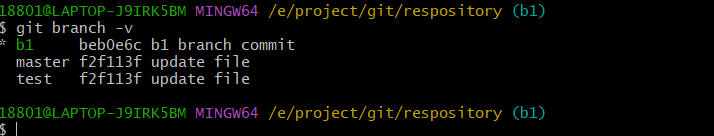 18801@LAPTOP-J9IRK5BM MINGW64 /e/project/git/respository (b1)
$ git branch -v
* b1     beb0e6c b1 branch commit
  master f2f113f update file
  test   f2f113f update file

18801@LAPTOP-J9IRK5BM MINGW64 /e/project/git/respository (b1)
$